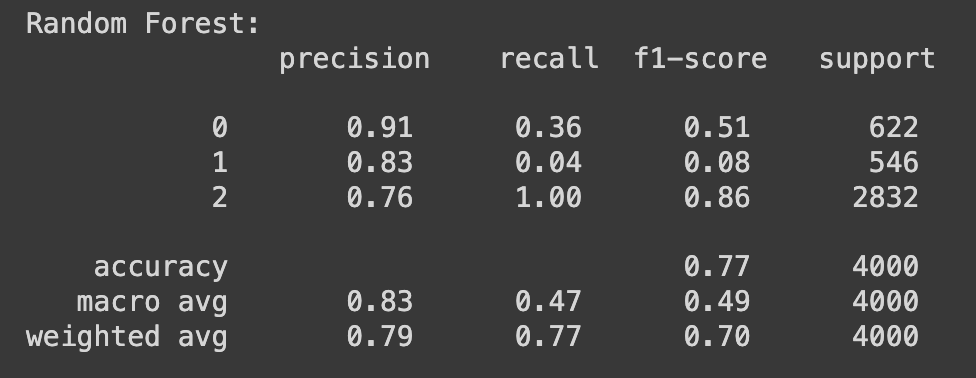 Random Forest:
precision recall f1-score support
0 0.91 0.36 0.51 622
1 0.83 0.04 0.08 546
2 0.76 1.00 0.86 2832
accuracy 0.77 4000
macro avg 0.83 0.47 0.49 4000
weighted avg 0.79 0.77 0.70 4000